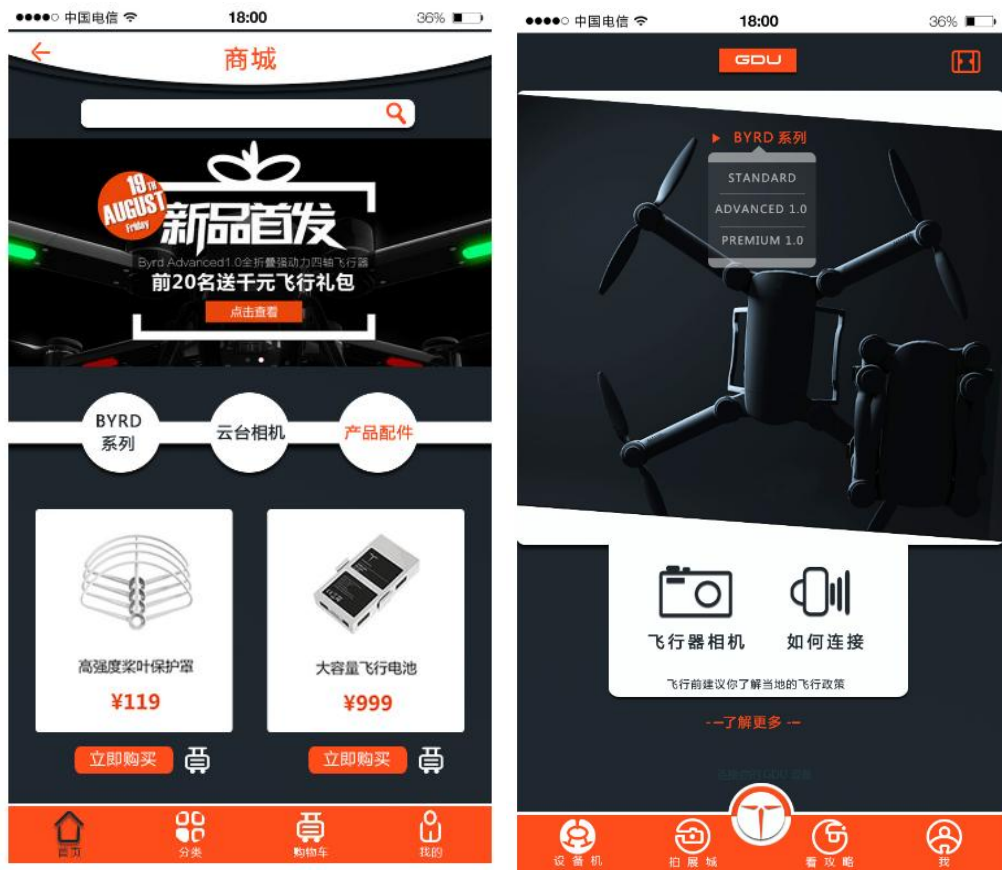 中国电信
18:00
36%
商城
19TH
AUGUST
Friday
新品首发
Byrd Advanced1.0全折叠强动力四轴飞行器
前20名送千元飞行礼包
点击查看
BYRD
系列
云台相机
产品配件
高强度桨叶保护罩
¥119
大容量飞行电池
¥999
立即购买
立即购买
首页
分类
购物车
我的
中国电信
18:00
36%
GDU
BYRD 系列
STANDARD
ADVANCED 1.0
PREMIUM 1.0
飞行器相机
如何连接
飞行前建议你了解当地的飞行政策
-–了解更多-–
设备机
拍展城
看攻略
我